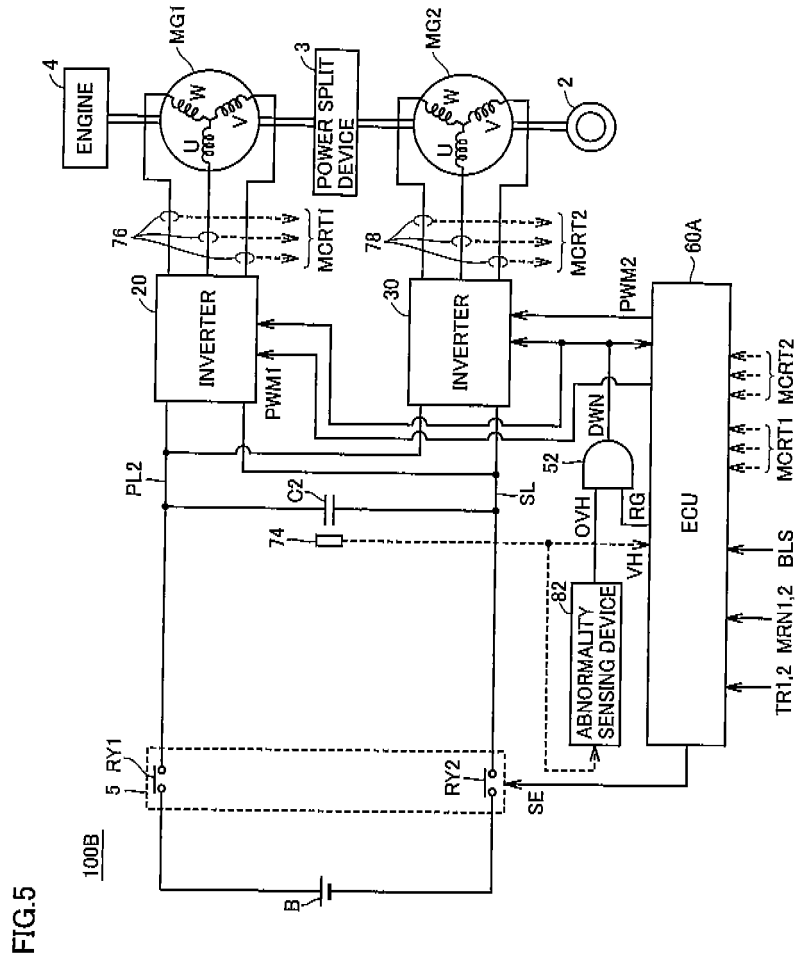 FIG.5
100B
4
ENGINE
MG1
W
U
V
3
POWER SPLIT
DEVICE
MG2
W
U
V
2
76
MCRT1
78
MCRT2
20
INVERTER
30
INVERTER
PWM1
PWM2
60A
PL2
SL
C2
74
DWN
52
OVH
RG
VH
82
ABNORMALITY
SENSING DEVICE
ECU
RY1
5
RY2
SE
B
TR1,2
MRN1,2
BLS
MCRT1
MCRT2